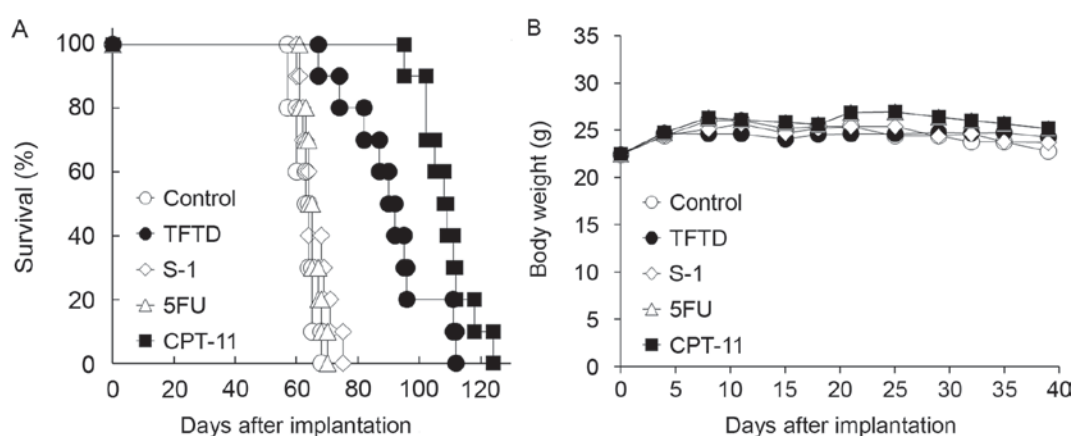 A
Survival (%)
100
80
60
40
20
0
Control
TFTD
S-1
5FU
CPT-11
0 20 40 60 80 100 120
Days after implantation
B
Body weight (g)
35
30
25
20
15
10
5
0
Control
TFTD
S-1
5FU
CPT-11
0 5 10 15 20 25 30 35 40
Days after implantation